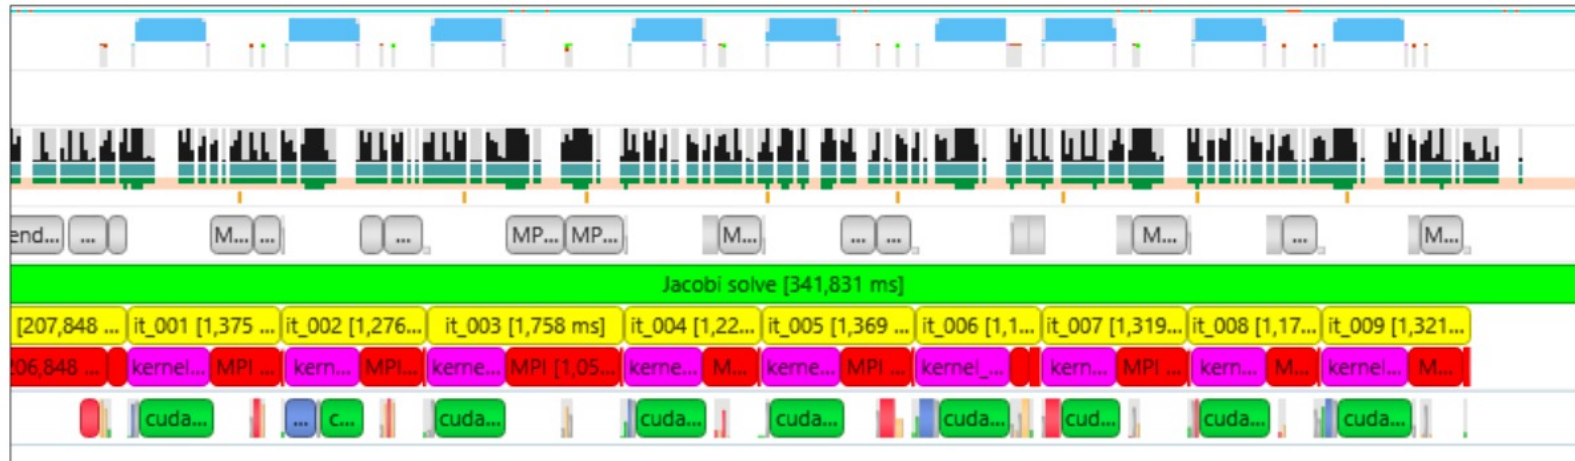 end... ... M... ... ... MP... MP... M... ... ... M... ... M...
Jacobi solve [341,831 ms]
[207,848 ... it_001 [1,375 ... it_002 [1,276... it_003 [1,758 ms] it_004 [1,22... it_005 [1,369 ... it_006 [1,1... it_007 [1,319... it_008 [1,17... it_009 [1,321...
206,848 ... kernel... MPI ... kern... MPI... kerne... MPI [1,05... kerne... M... kerne... MPI ... kernel_... kern... MPI ... kern... M... kernel... M...
cuda... ... c... cuda... cuda... cuda... cuda... cud... cuda... cuda...